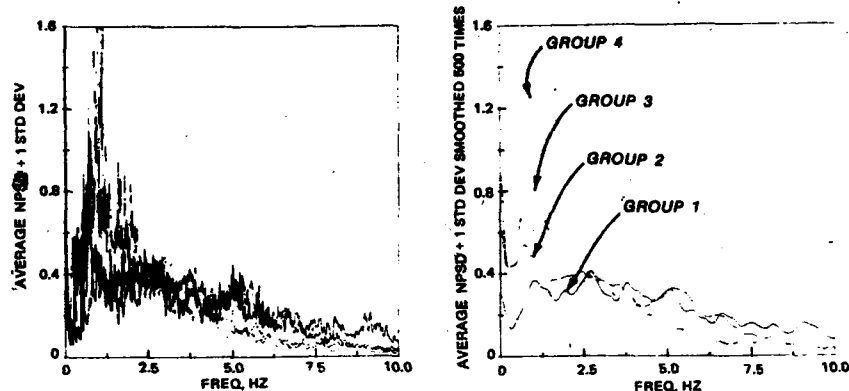 AVERAGE NPSD + 1 STD DEV
1.6
1.2
0.8
0.4
0
0
2.5
5.0
7.5
10.0
FREQ, HZ
AVERAGE NPSD + 1 STD DEV SMOOTHED 500 TIMES
1.6
1.2
0.8
0.4
0
GROUP 4
GROUP 3
GROUP 2
GROUP 1
0
2.5
5.0
7.5
10.0
FREQ, HZ